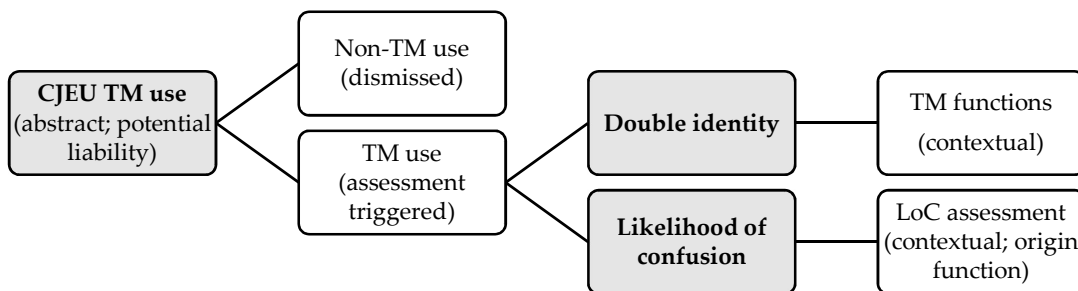 CJEU TM use
(abstract; potential
liability)
Non-TM use
(dismissed)
TM use
(assessment
triggered)
Double identity
TM functions
(contextual)
Likelihood of
confusion
LoC assessment
(contextual; origin
function)